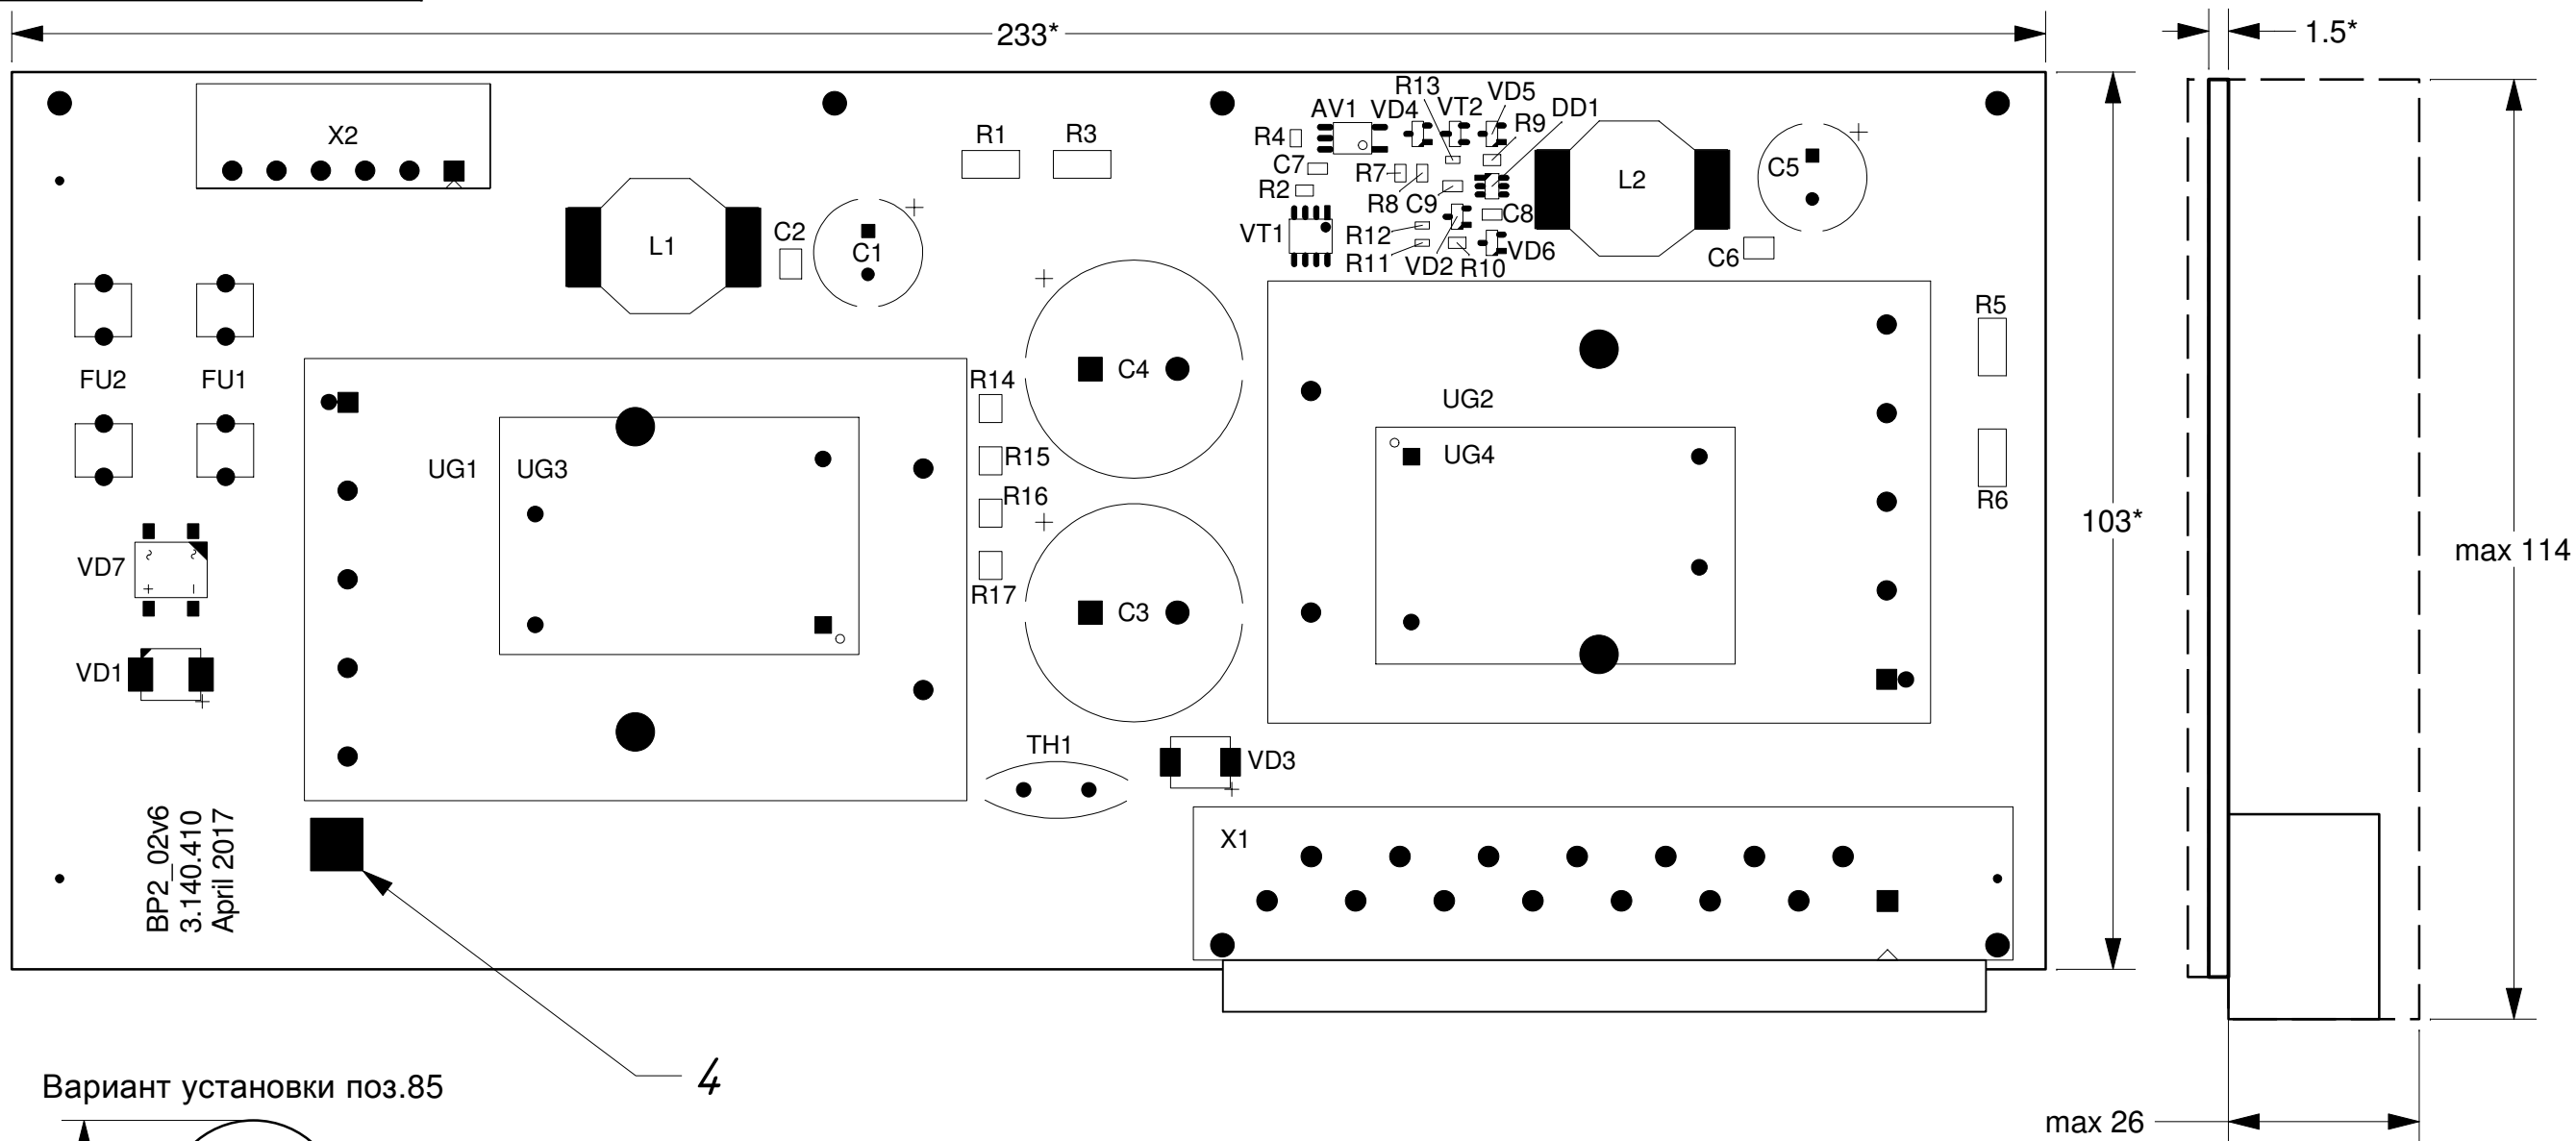 233*
1.5*
X2
R1
R3
R13
VD5
AV1
VD4
VT2
DD1
R4
R9
C7
R7
R2
R8
C9
C8
VT1
R12
R11
VD2
R10
VD6
L2
C5
C6
L1
C2
C1
FU2
FU1
R14
C4
UG2
R5
UG1
UG3
R15
UG4
R16
R6
103*
max 114
VD7
R17
C3
VD1
TH1
VD3
X1
BP2_02v6
3.140.410
April 2017
4
Вариант установки поз.85
max 26